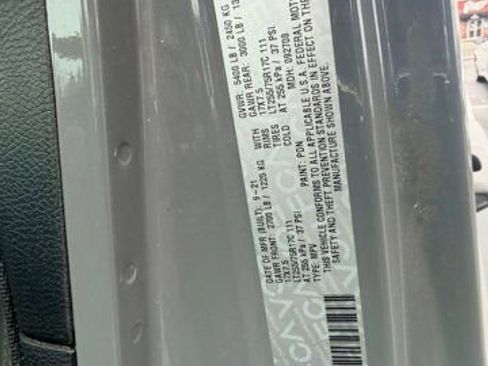 DATE OF MFR (BUILT): 9-21 GVWR: 5400 LB / 2450 KG
GAWR FRONT: 2700 LB / 1225 KG WITH GAWR REAR: 3000 LB / 13
17X7.5 RIMS 17X7.5
LT255/75R17C 111 TIRES LT255/75R17C 111
AT 255 kPa / 37 PSI COLD AT 255 kPa / 37 PSI
TYPE: MPV PAINT: PDN MDH: 092708
THIS VEHICLE CONFORMS TO ALL APPLICABLE U.S.A. FEDERAL MOT
SAFETY AND THEFT PREVENTION STANDARDS IN EFFECT ON THE
MANUFACTURE SHOWN ABOVE.